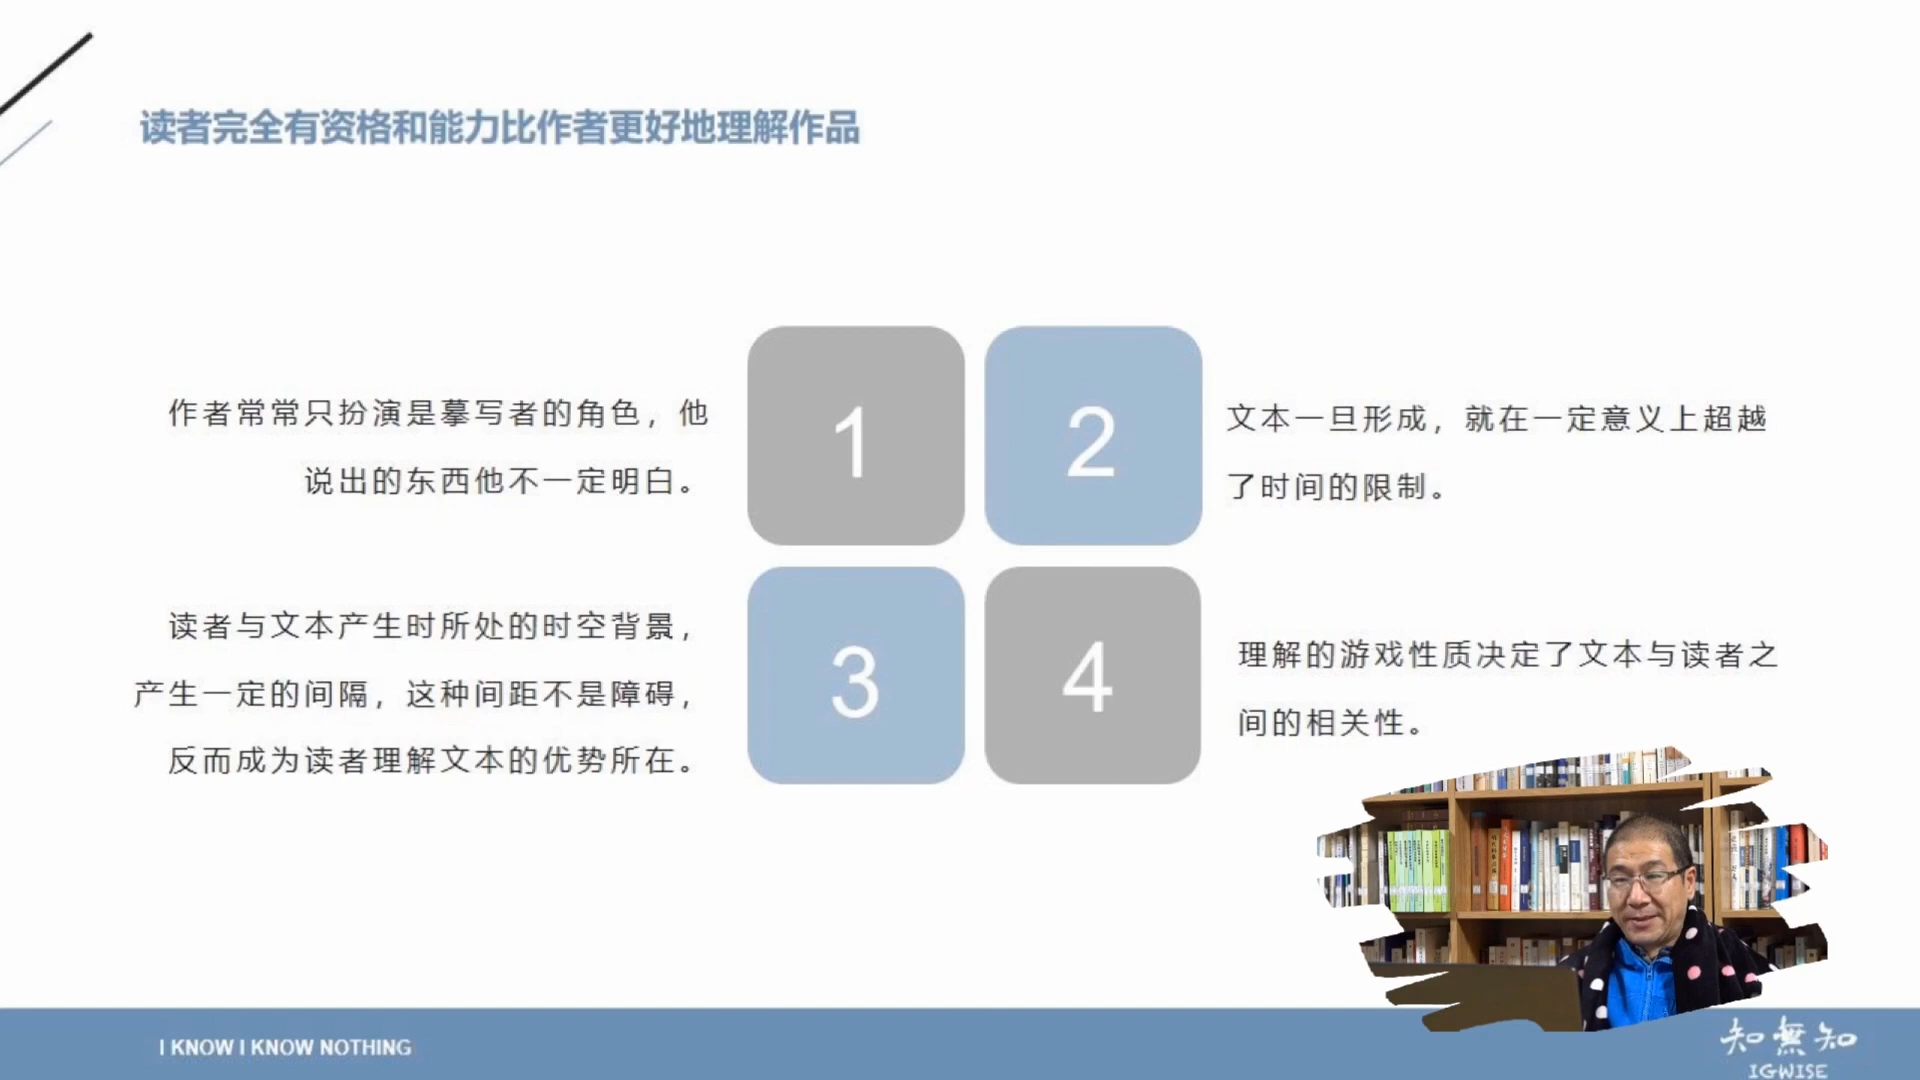 读者完全有资格和能力比作者更好地理解作品
作者常常只扮演是摹写者的角色，他
说出的东西他不一定明白。
1
2
文本一旦形成，就在一定意义上超越
了时间的限制。
读者与文本产生时所处的时空背景，
产生一定的间隔，这种间距不是障碍，
反而成为读者理解文本的优势所在。
3
4
理解的游戏性质决定了文本与读者之
间的相关性。
I KNOW I KNOW NOTHING
知無知
IGWISE